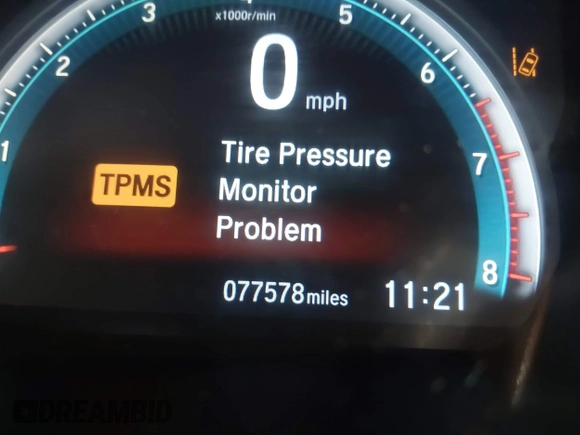 3 4 5
x1000r/min
2 0 mph 6
1 Tire Pressure 7
TPMS Monitor
Problem
8
077578miles 11:21
DREAMBID